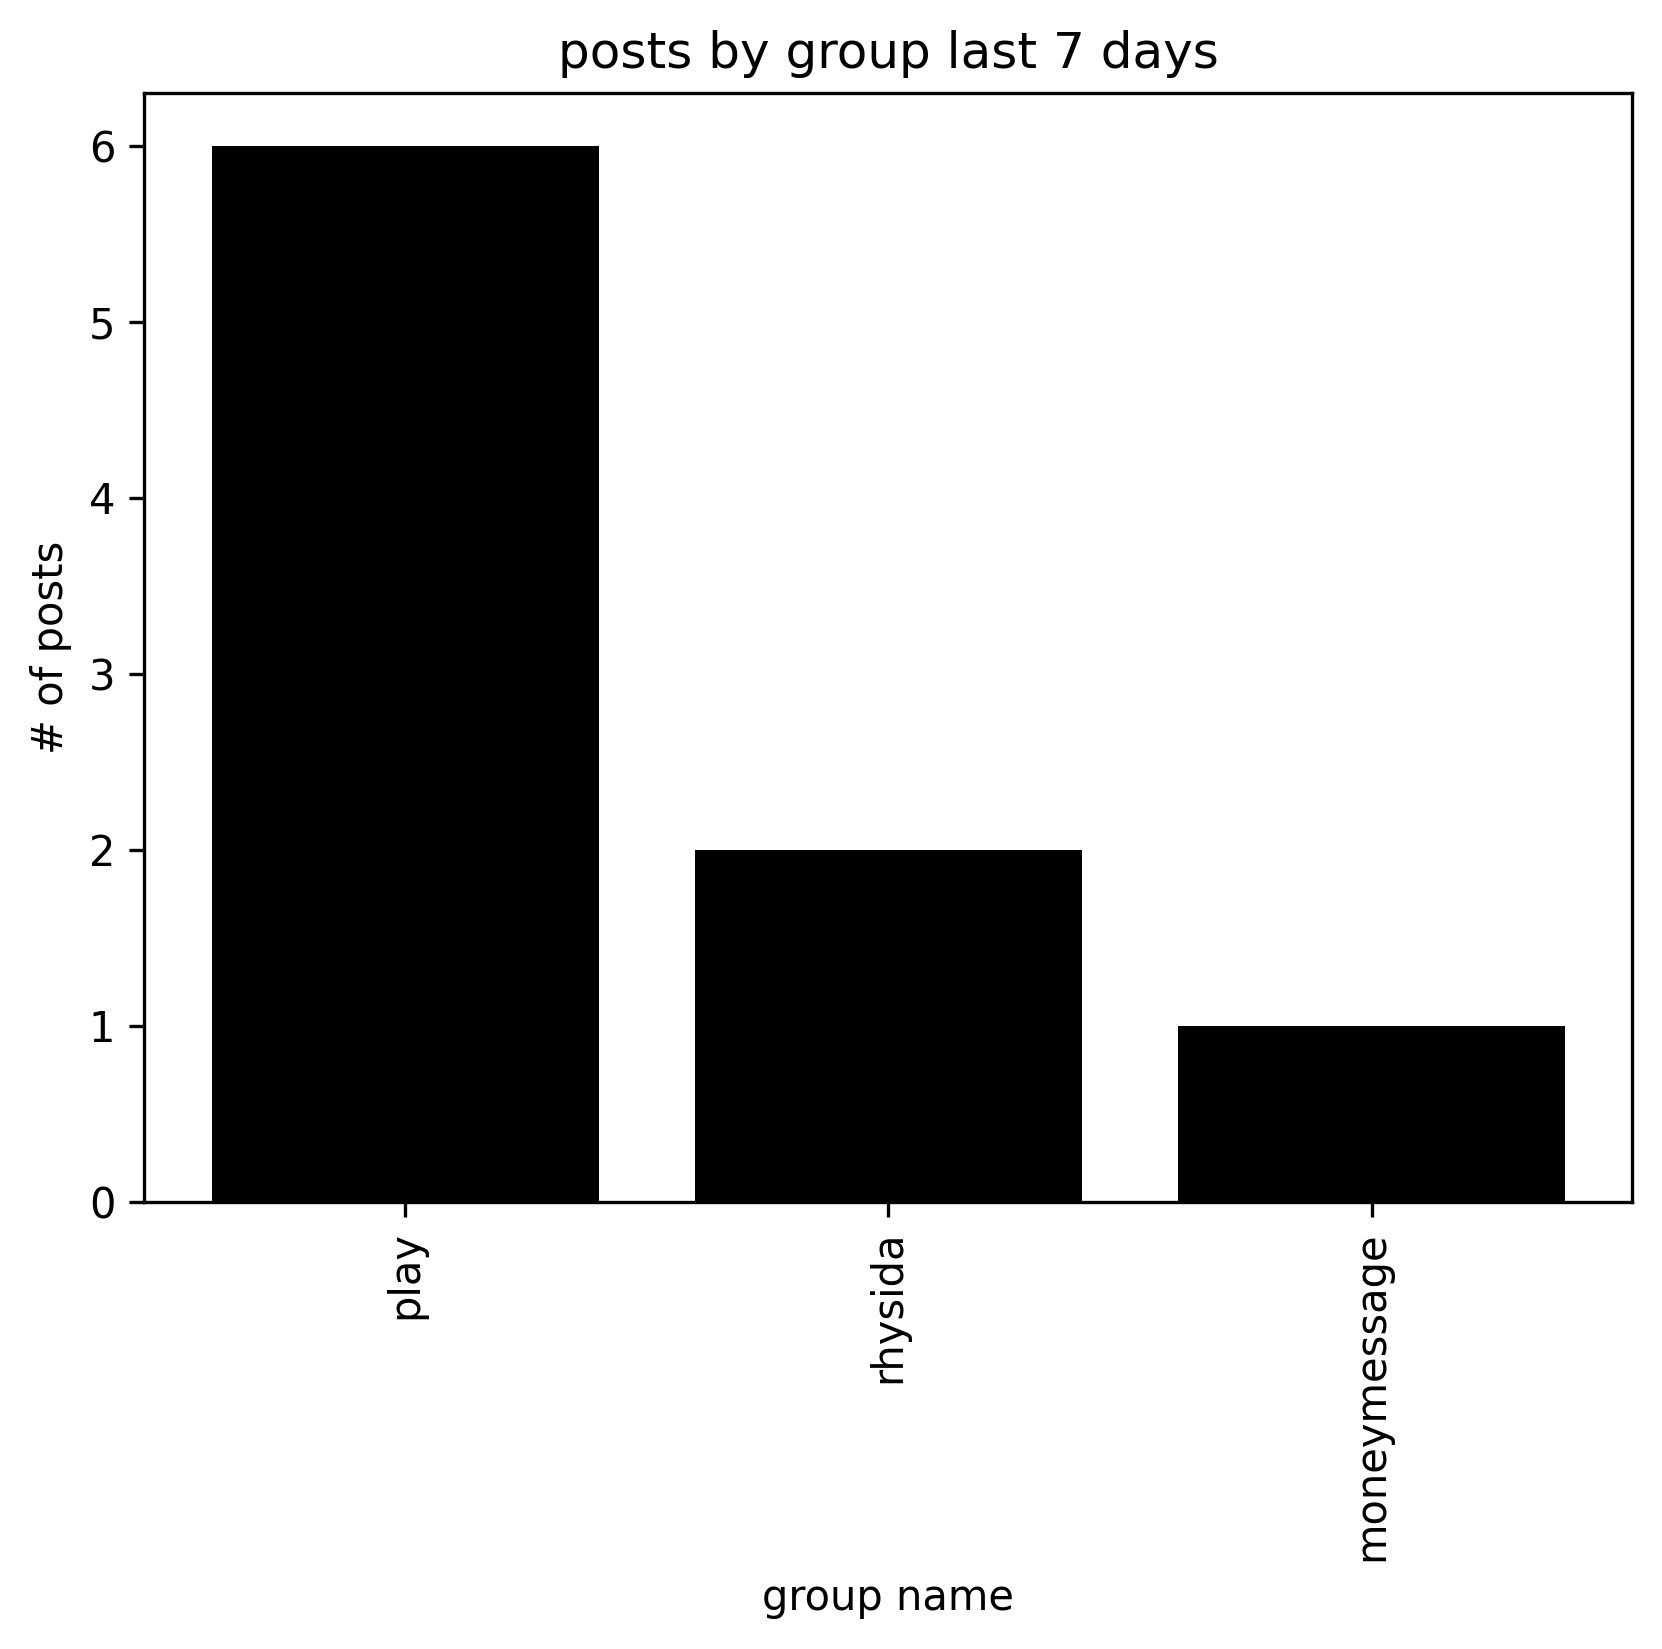 posts by group last 7 days
# of posts
6
5
4
3
2
1
0
play
rhysida
moneymessage
group name